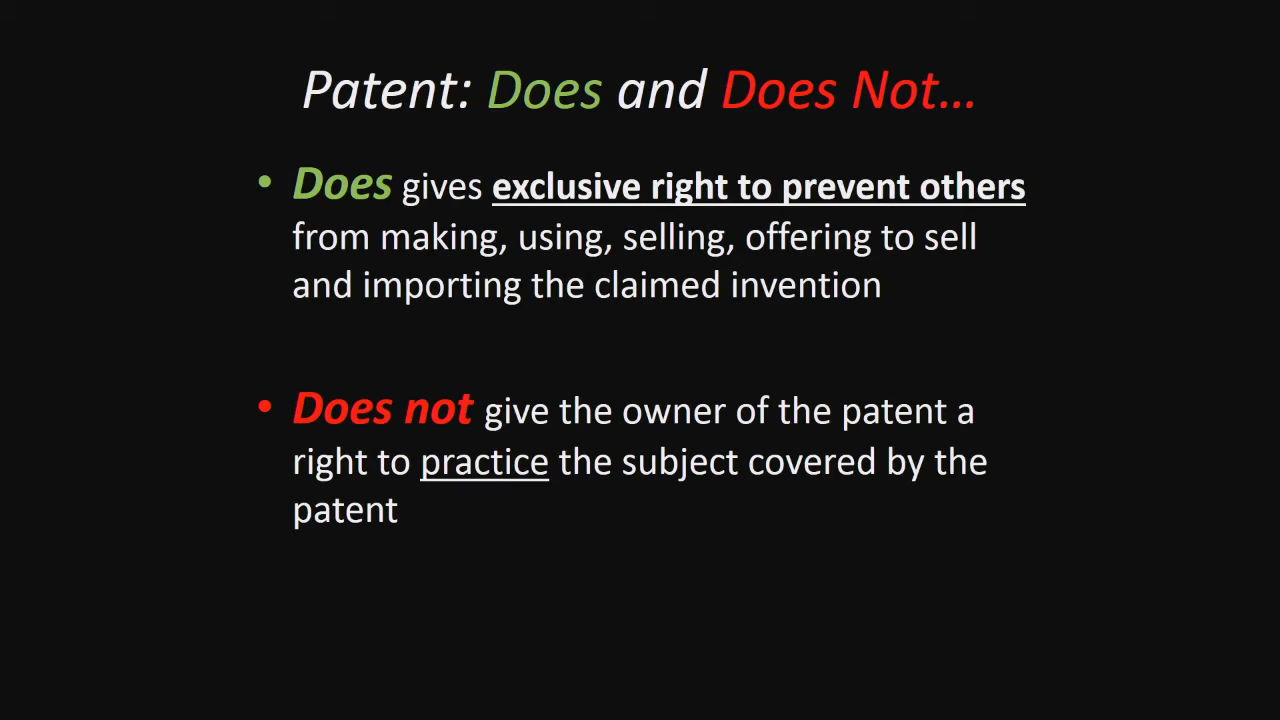 Patent: Does and Does Not...
• Does gives exclusive right to prevent others
from making, using, selling, offering to sell
and importing the claimed invention
• Does not give the owner of the patent a
right to practice the subject covered by the
patent